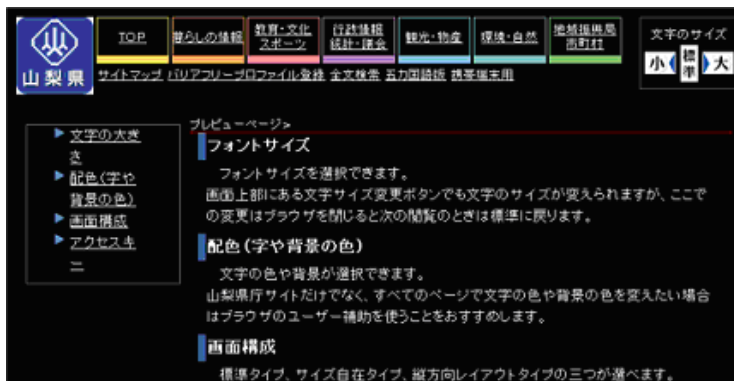 TOP
暮らしの情報
教育・文化
スポーツ
行政情報
統計・議会
観光・物産
環境・自然
地域振興局
市町村
文字のサイズ
小 標準 大
山梨県
サイトマップ バリアフリープロファイル登録 全文検索 五カ国語版 携帯端末用
文字の大き
さ
配色(字や
背景の色)
画面構成
アクセスキ
ー
プレビューページ>
フォントサイズ
フォントサイズを選択できます。
画面上部にある文字サイズ変更ボタンでも文字のサイズが変えられますが、ここで
の変更はブラウザを閉じると次の閲覧のときは標準に戻ります。
配色(字や背景の色)
文字の色や背景が選択できます。
山梨県庁サイトだけでなく、すべてのページで文字の色や背景の色を変えたい場合
はブラウザのユーザー補助を使うことをおすすめします。
画面構成
標準タイプ、サイズ自在タイプ、縦方向レイアウトタイプの三つが選べます。